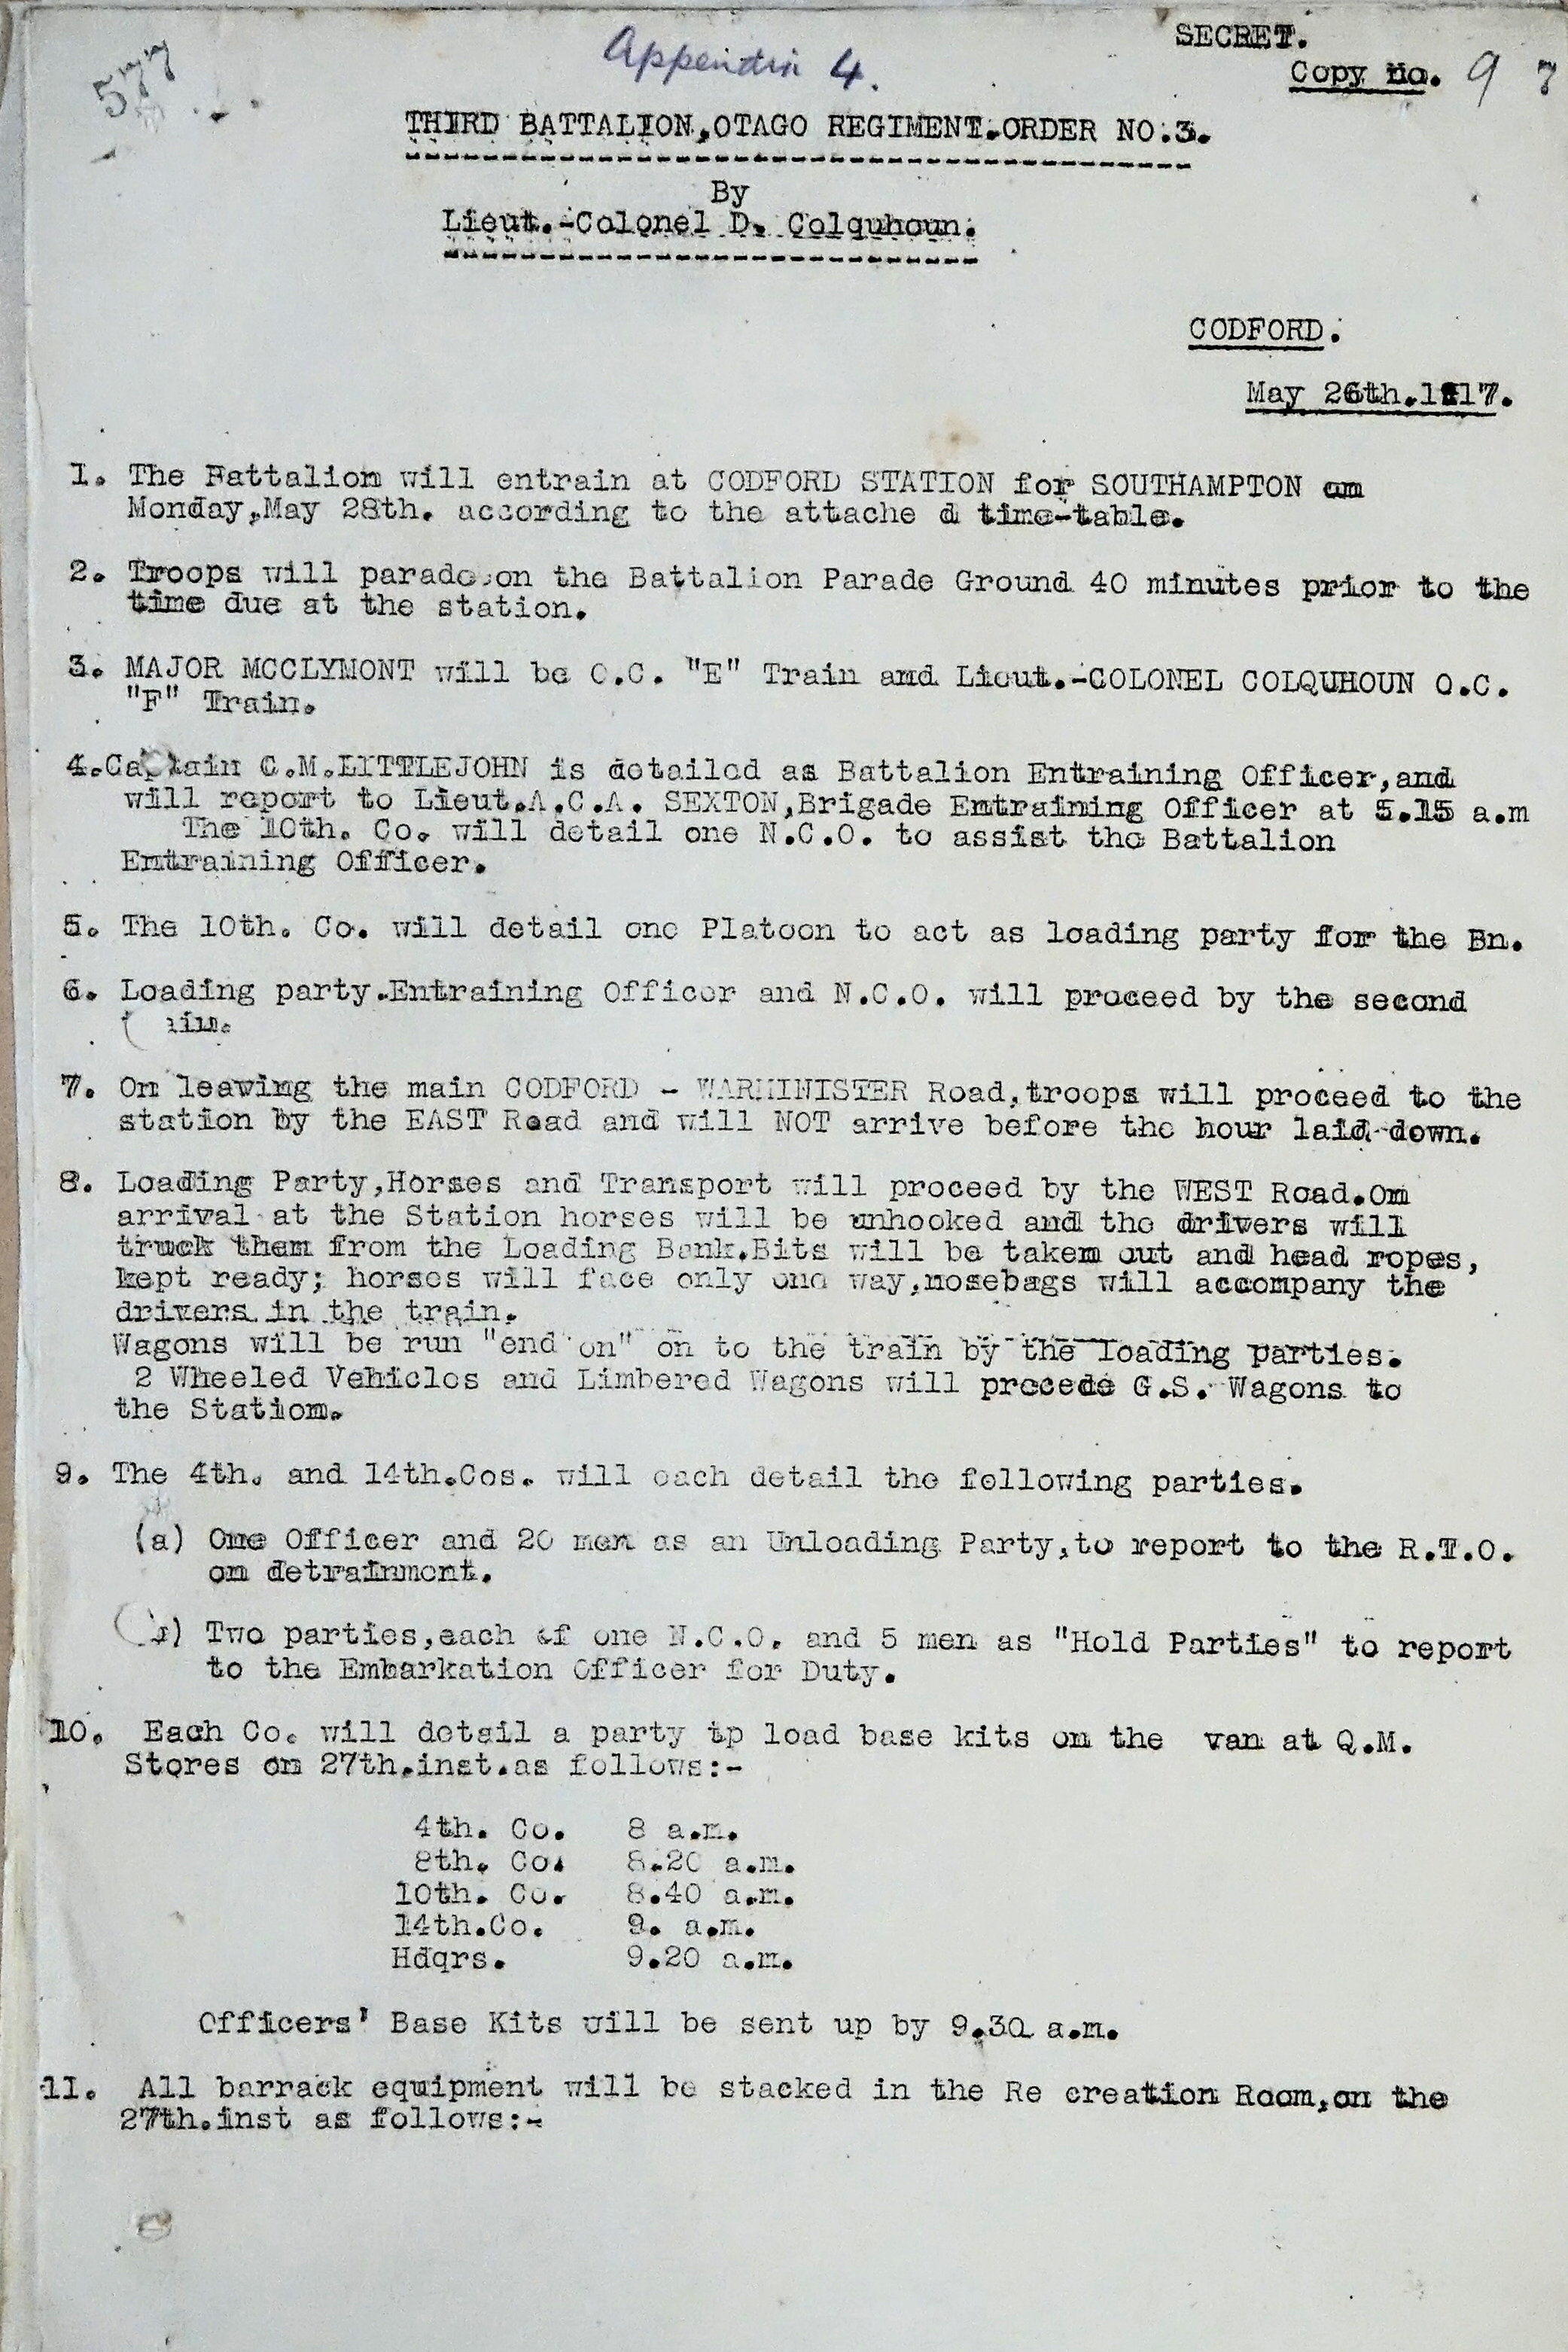 577
Appendix 4.
SECRET.
Copy No. 9
7
THIRD BATTALION, OTAGO REGIMENT. ORDER NO.3.
By
Lieut.-Colonel D. Colquhoun.
CODFORD.
May 26th.1917.
1. The Battalion will entrain at CODFORD STATION for SOUTHAMPTON on
Monday, May 28th. according to the attache d time-table.
2. Troops will parade on the Battalion Parade Ground 40 minutes prior to the
time due at the station.
3. MAJOR MCCLYMONT will be O.C. "E" Train and Lieut.-COLONEL COLQUHOUN O.C.
"F" Train.
4. Captain C.M.LITTLEJOHN is detailed as Battalion Entraining Officer, and
will report to Lieut.A.C.A. SEXTON, Brigade Entraining Officer at 5.15 a.m
The 10th. Co. will detail one N.C.O. to assist the Battalion
Entraining Officer.
5. The 10th. Co. will detail one Platoon to act as loading party for the Bn.
6. Loading party.Entraining Officer and N.C.O. will proceed by the second
train.
7. On leaving the main CODFORD - WARMINISTER Road, troops will proceed to the
station by the EAST Road and will NOT arrive before the hour laid down.
8. Loading Party, Horses and Transport will proceed by the WEST Road. On
arrival at the Station horses will be unhooked and the drivers will
truck them from the Loading Bank. Bits will be taken out and head ropes,
kept ready; horses will face only one way, nosebags will accompany the
drivers in the train.
Wagons will be run "end on" on to the train by the loading parties.
2 Wheeled Vehicles and Limbered Wagons will precede G.S. Wagons to
the Station.
9. The 4th. and 14th.Cos. will each detail the following parties.
(a) One Officer and 20 men as an Unloading Party, to report to the R.T.O.
on detrainment.
(b) Two parties, each of one N.C.O. and 5 men as "Hold Parties" to report
to the Embarkation Officer for Duty.
10. Each Co. will detail a party tp load base kits on the van at Q.M.
Stores on 27th.inst.as follows:-
4th. Co. 8 a.m.
8th. Co. 8.20 a.m.
10th. Co. 8.40 a.m.
14th.Co. 9. a.m.
Hdqrs. 9.20 a.m.
Officers' Base Kits will be sent up by 9.30 a.m.
11. All barrack equipment will be stacked in the Re creation Room, on the
27th.inst as follows:-